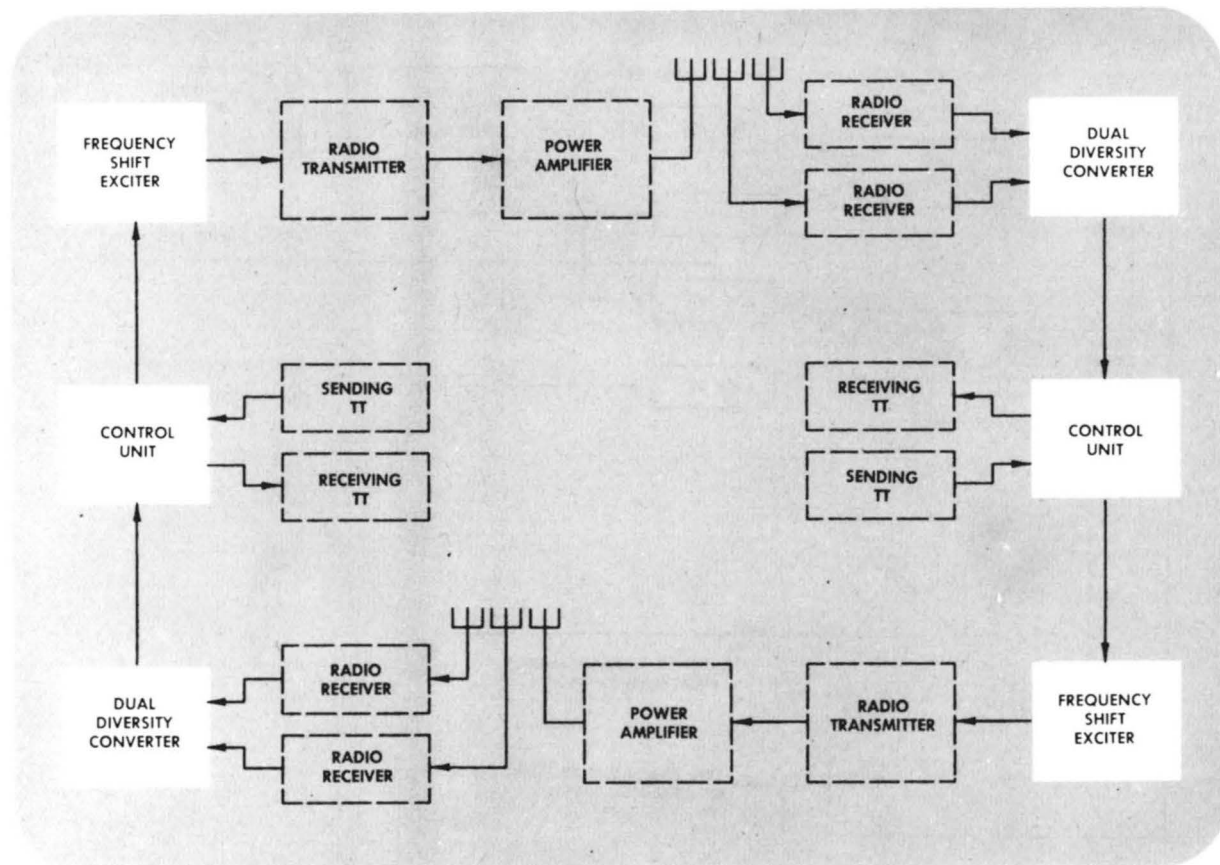 FREQUENCY
SHIFT
EXCITER
RADIO
TRANSMITTER
POWER
AMPLIFIER
RADIO
RECEIVER
RADIO
RECEIVER
DUAL
DIVERSITY
CONVERTER
CONTROL
UNIT
SENDING
TT
RECEIVING
TT
RECEIVING
TT
SENDING
TT
CONTROL
UNIT
DUAL
DIVERSITY
CONVERTER
RADIO
RECEIVER
RADIO
RECEIVER
POWER
AMPLIFIER
RADIO
TRANSMITTER
FREQUENCY
SHIFT
EXCITER